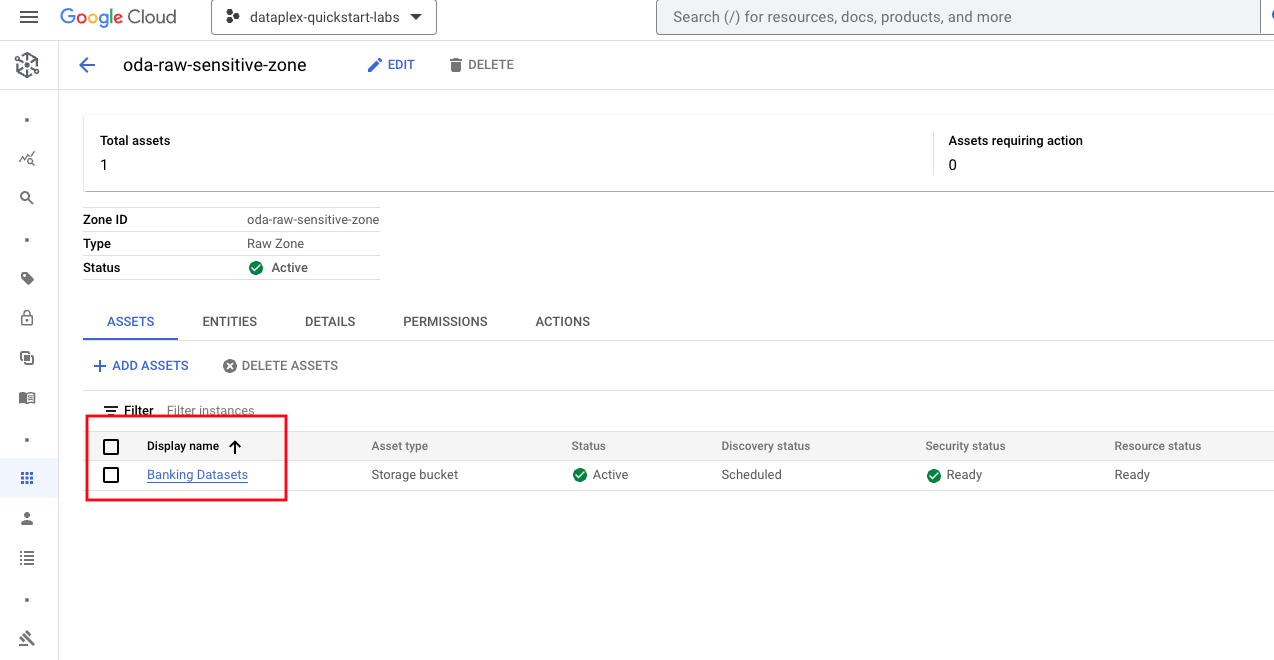 Google Cloud
dataplex-quickstart-labs
Search (/) for resources, docs, products, and more
oda-raw-sensitive-zone
EDIT
DELETE
Total assets
1
Assets requiring action
0
Zone ID oda-raw-sensitive-zone
Type Raw Zone
Status Active
ASSETS ENTITIES DETAILS PERMISSIONS ACTIONS
ADD ASSETS DELETE ASSETS
Filter Filter instances
Display name Asset type Status Discovery status Security status Resource status
Banking Datasets Storage bucket Active Scheduled Ready Ready